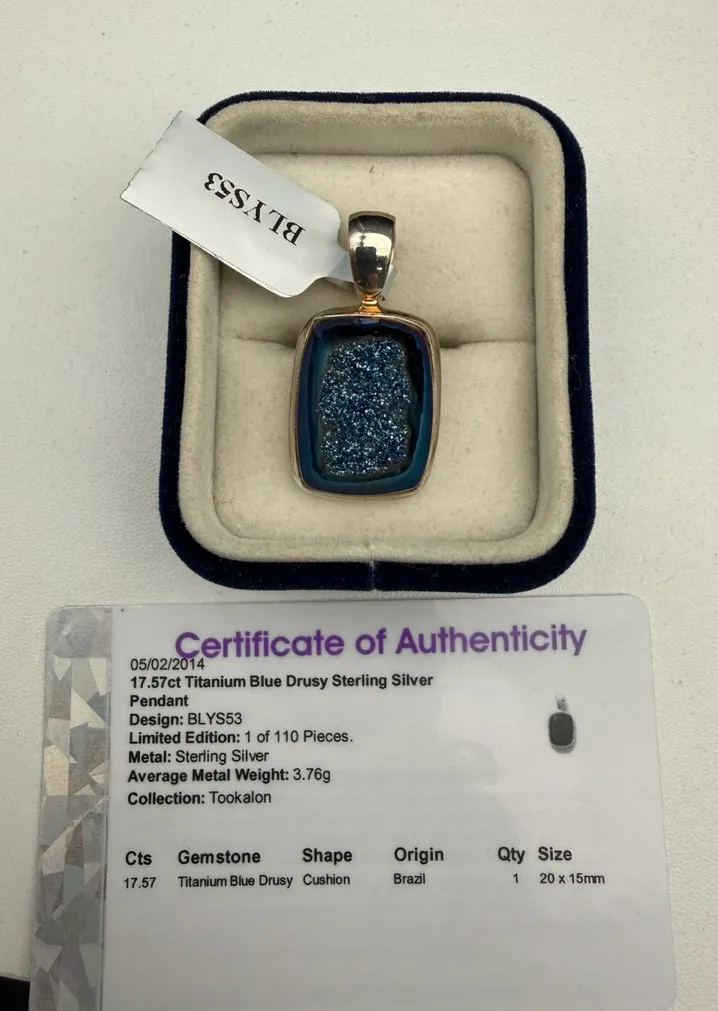 BLYS53
Certificate of Authenticity
05/02/2014
17.57ct Titanium Blue Drusy Sterling Silver
Pendant
Design: BLYS53
Limited Edition: 1 of 110 Pieces.
Metal: Sterling Silver
Average Metal Weight: 3.76g
Collection: Tookalon
Cts Gemstone Shape Origin Qty Size
17.57 Titanium Blue Drusy Cushion Brazil 1 20 x 15mm